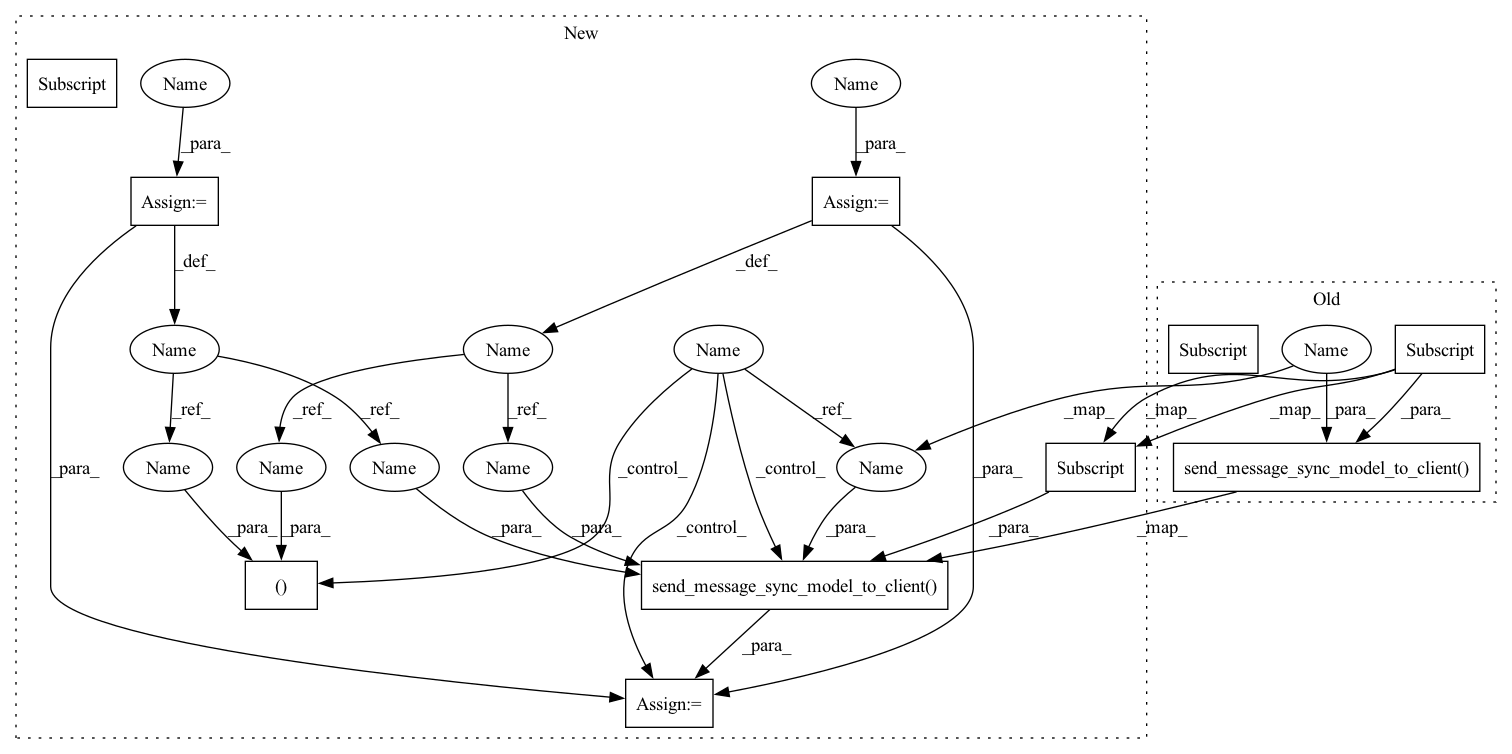 New
Subscript
Name
Name
_para_
_para_
Assign:=
Assign:=
_def_
_def_
Old
Name
Name
Name
Subscript
Name
Subscript
_ref_
_ref_
_ref_
_ref_
_ref_
_map_
_map_
_map_
_para_
_para_
_para_
Name
Name
Name
Name
_control_
_control_
Name
_para_
Subscript
send_message_sync_model_to_client()
_para_
_para_
_para_
_para_
_control_
_para_
_para_
_map_
()
send_message_sync_model_to_client()
_para_
Assign:=